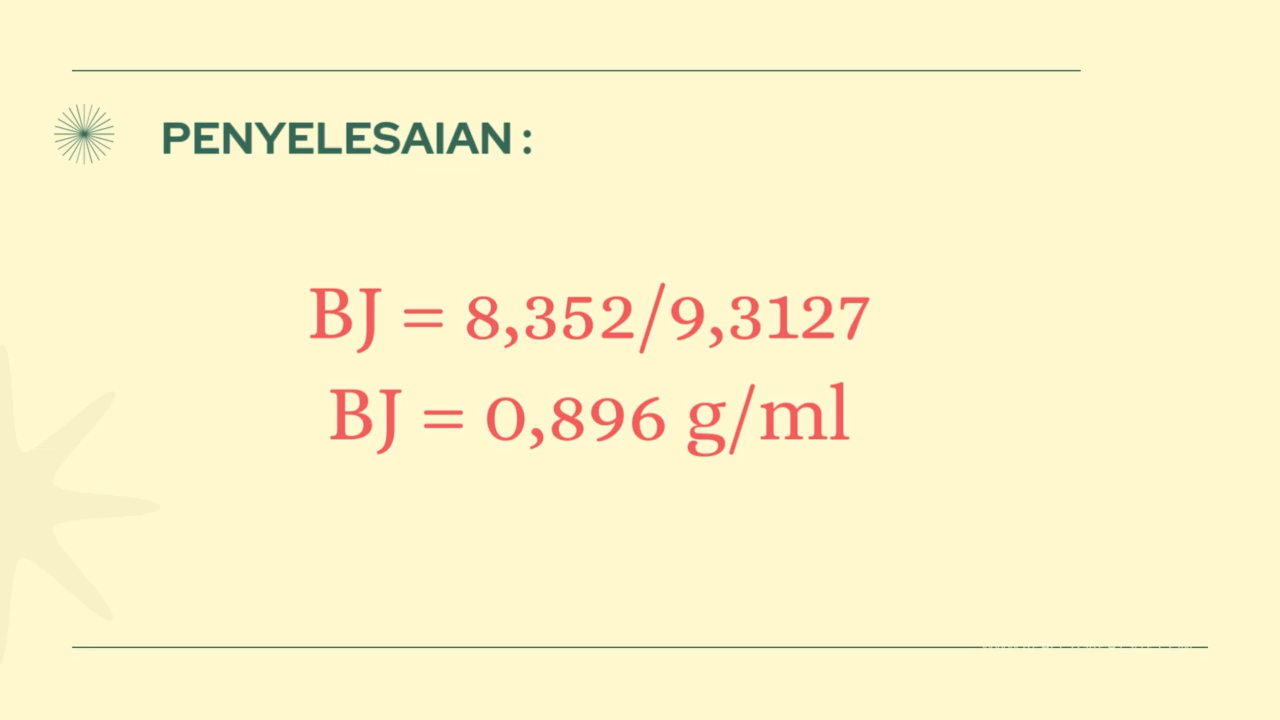 PENYELESAIAN :
BJ = 8,352/9,3127
BJ = 0,896 g/ml